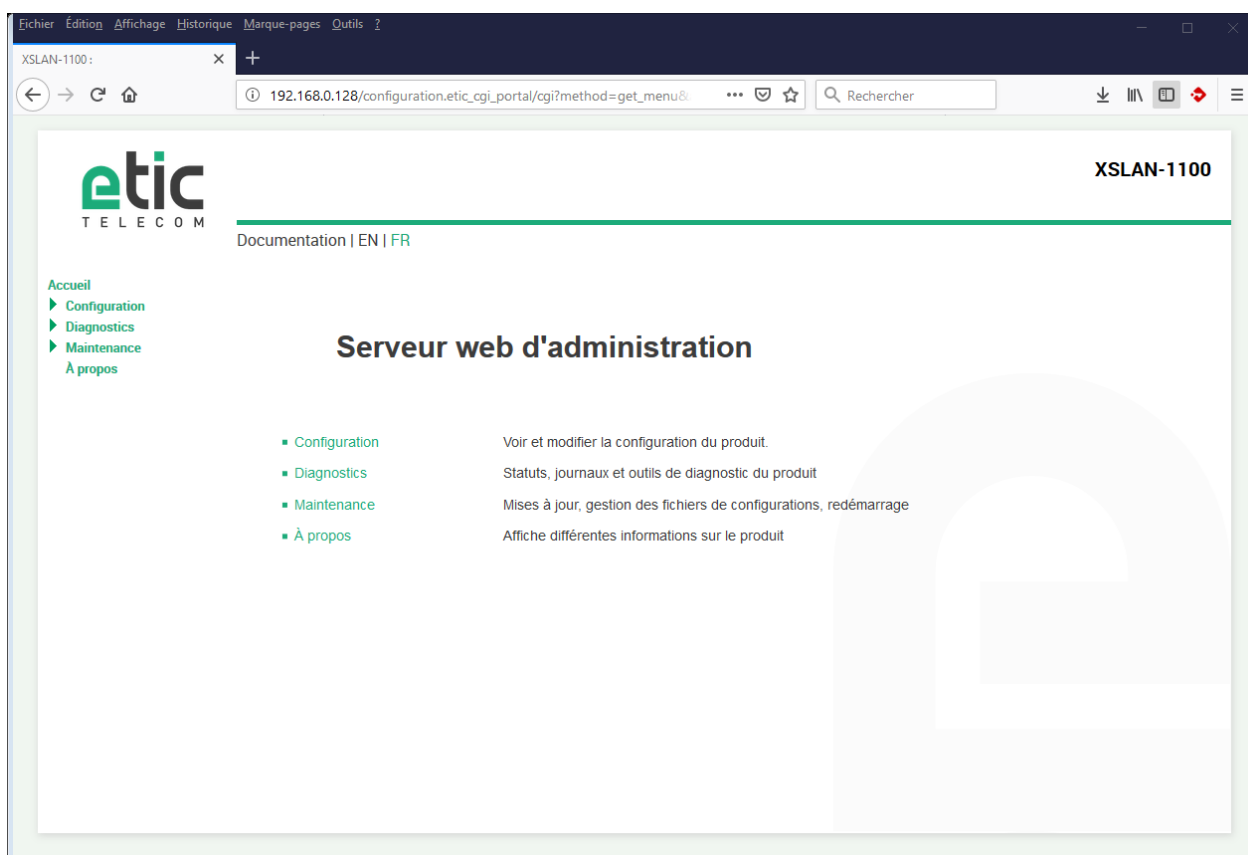 Fichier Édition Affichage Historique Marque-pages Outils ?
XSLAN-1100 :
192.168.0.128/configuration.etic_cgi_portal/cgi?method=get_menu&
Rechercher
etic
TELECOM
XSLAN-1100
Documentation | EN | FR
Accueil
Configuration
Diagnostics
Maintenance
À propos
Serveur web d'administration
Configuration Voir et modifier la configuration du produit.
Diagnostics Statuts, journaux et outils de diagnostic du produit
Maintenance Mises à jour, gestion des fichiers de configurations, redémarrage
À propos Affiche différentes informations sur le produit